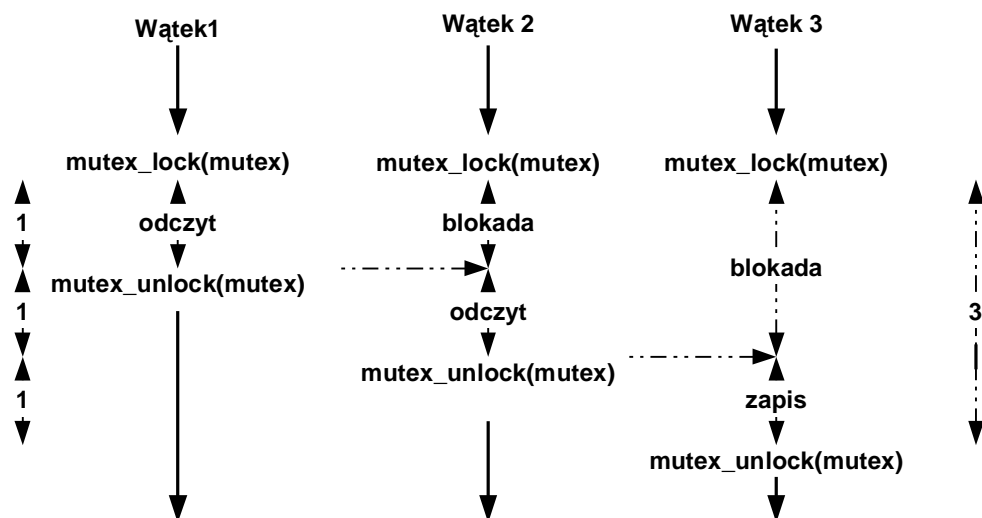 Wątek1 Wątek 2 Wątek 3
mutex_lock(mutex) mutex_lock(mutex) mutex_lock(mutex)
1 odczyt blokada
mutex_unlock(mutex) blokada
1 odczyt 3
mutex_unlock(mutex)
1 zapis
mutex_unlock(mutex)